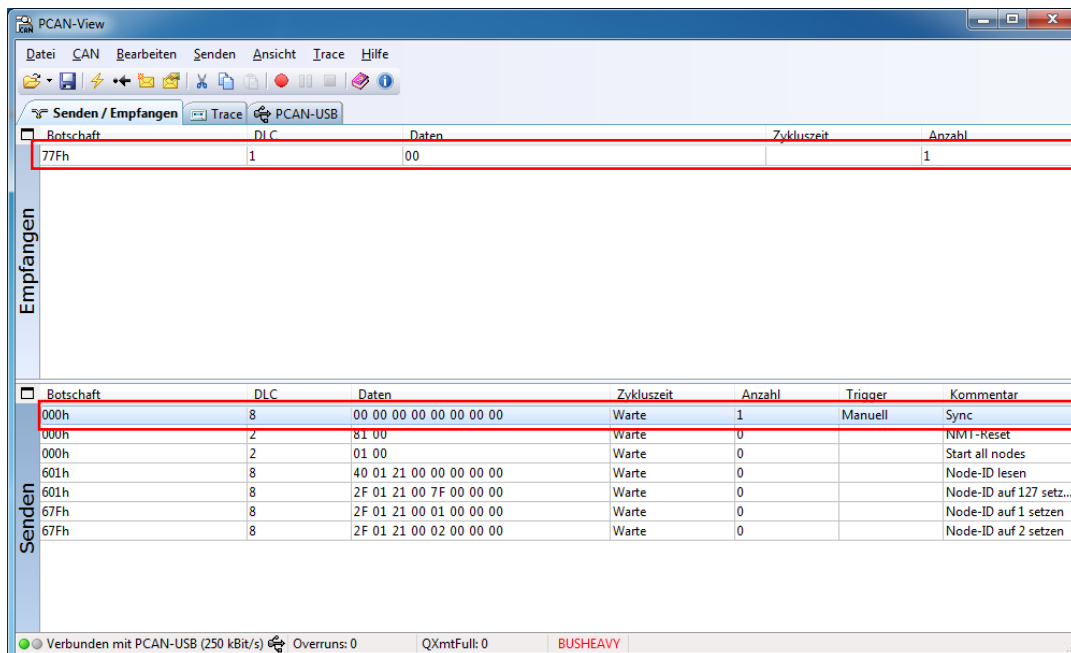 PCAN-View
Datei CAN Bearbeiten Senden Ansicht Trace Hilfe
Senden / Empfangen Trace PCAN-USB
Botschaft DLC Daten Zykluszeit Anzahl
77Fh 1 00 1
Empfangen
Botschaft DLC Daten Zykluszeit Anzahl Trigger Kommentar
000h 8 00 00 00 00 00 00 00 00 Warte 1 Manuell Sync
000h 2 81 00 Warte 0 NMT-Reset
000h 2 01 00 Warte 0 Start all nodes
601h 8 40 01 21 00 00 00 00 00 Warte 0 Node-ID lesen
601h 8 2F 01 21 00 7F 00 00 00 Warte 0 Node-ID auf 127 setz...
67Fh 8 2F 01 21 00 01 00 00 00 Warte 0 Node-ID auf 1 setzen
67Fh 8 2F 01 21 00 02 00 00 00 Warte 0 Node-ID auf 2 setzen
Senden
Verbunden mit PCAN-USB (250 kBit/s) Overruns: 0 QXmtFull: 0 BUSHEAVY